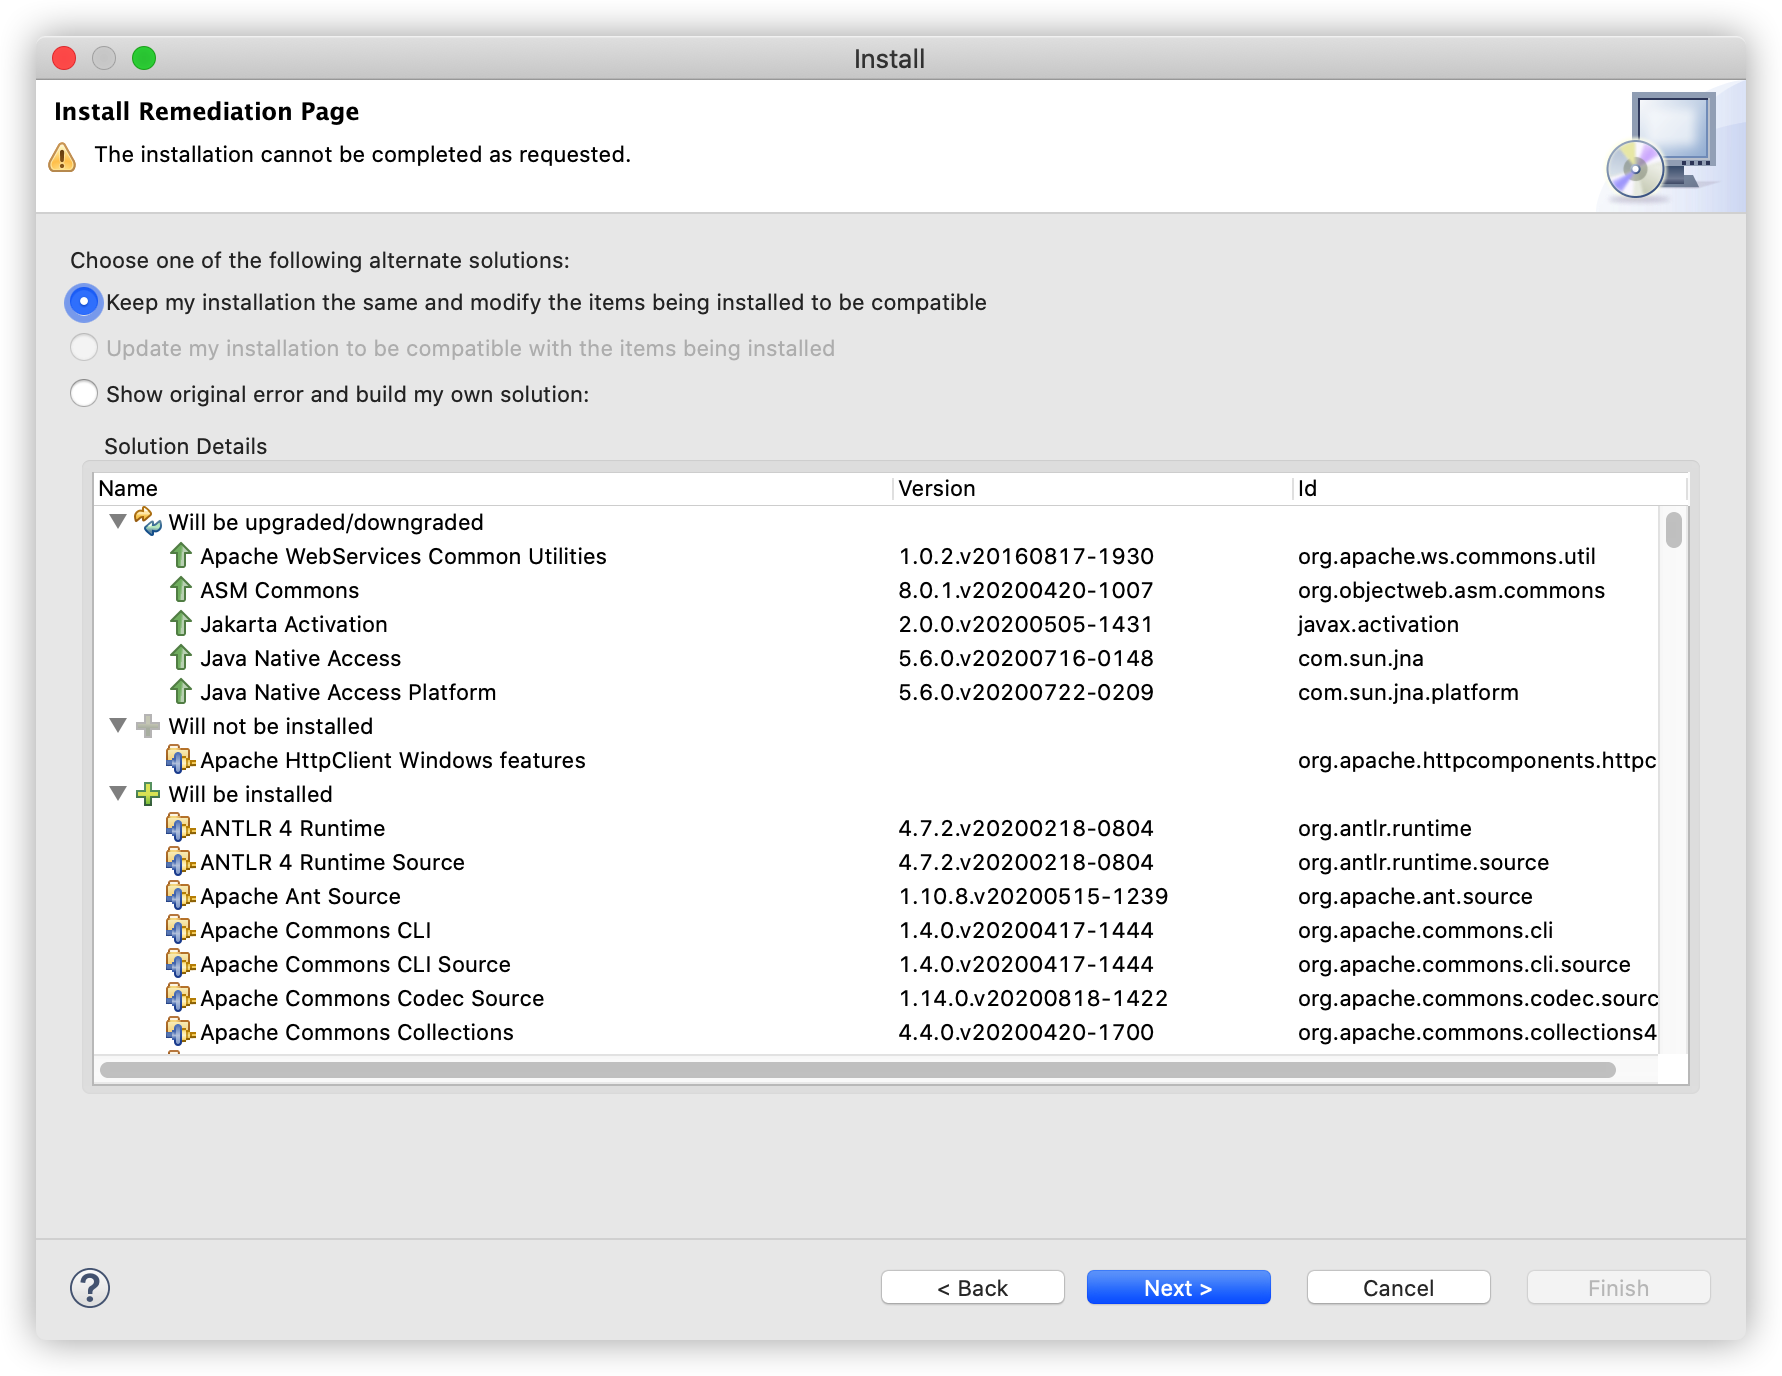 Install
Install Remediation Page
The installation cannot be completed as requested.
Choose one of the following alternate solutions:
Keep my installation the same and modify the items being installed to be compatible
Update my installation to be compatible with the items being installed
Show original error and build my own solution:
Solution Details
Name Version Id
Will be upgraded/downgraded
Apache WebServices Common Utilities 1.0.2.v20160817-1930 org.apache.ws.commons.util
ASM Commons 8.0.1.v20200420-1007 org.objectweb.asm.commons
Jakarta Activation 2.0.0.v20200505-1431 javax.activation
Java Native Access 5.6.0.v20200716-0148 com.sun.jna
Java Native Access Platform 5.6.0.v20200722-0209 com.sun.jna.platform
Will not be installed
Apache HttpClient Windows features org.apache.httpcomponents.httpc
Will be installed
ANTLR 4 Runtime 4.7.2.v20200218-0804 org.antlr.runtime
ANTLR 4 Runtime Source 4.7.2.v20200218-0804 org.antlr.runtime.source
Apache Ant Source 1.10.8.v20200515-1239 org.apache.ant.source
Apache Commons CLI 1.4.0.v20200417-1444 org.apache.commons.cli
Apache Commons CLI Source 1.4.0.v20200417-1444 org.apache.commons.cli.source
Apache Commons Codec Source 1.14.0.v20200818-1422 org.apache.commons.codec.sourc
Apache Commons Collections 4.4.0.v20200420-1700 org.apache.commons.collections4
? < Back Next > Cancel Finish